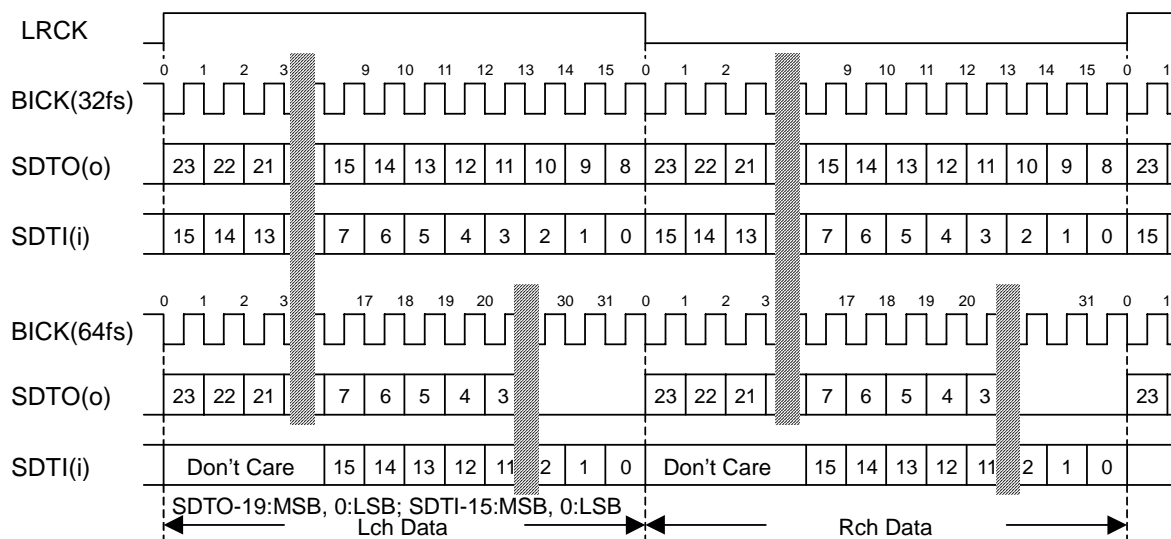 LRCK
0 1 2 3 9 10 11 12 13 14 15 0 1 2 9 10 11 12 13 14 15 0 1
BICK(32fs)
SDTO(o) 23 22 21 15 14 13 12 11 10 9 8 23 22 21 15 14 13 12 11 10 9 8 23
SDTI(i) 15 14 13 7 6 5 4 3 2 1 0 15 14 13 7 6 5 4 3 2 1 0 15
0 1 2 3 17 18 19 20 30 31 0 1 2 3 17 18 19 20 31 0 1
BICK(64fs)
SDTO(o) 23 22 21 7 6 5 4 3 23 22 21 7 6 5 4 3 23
SDTI(i) Don't Care 15 14 13 12 11 2 1 0 Don't Care 15 14 13 12 11 2 1 0
SDTO-19:MSB, 0:LSB; SDTI-15:MSB, 0:LSB
Lch Data Rch Data